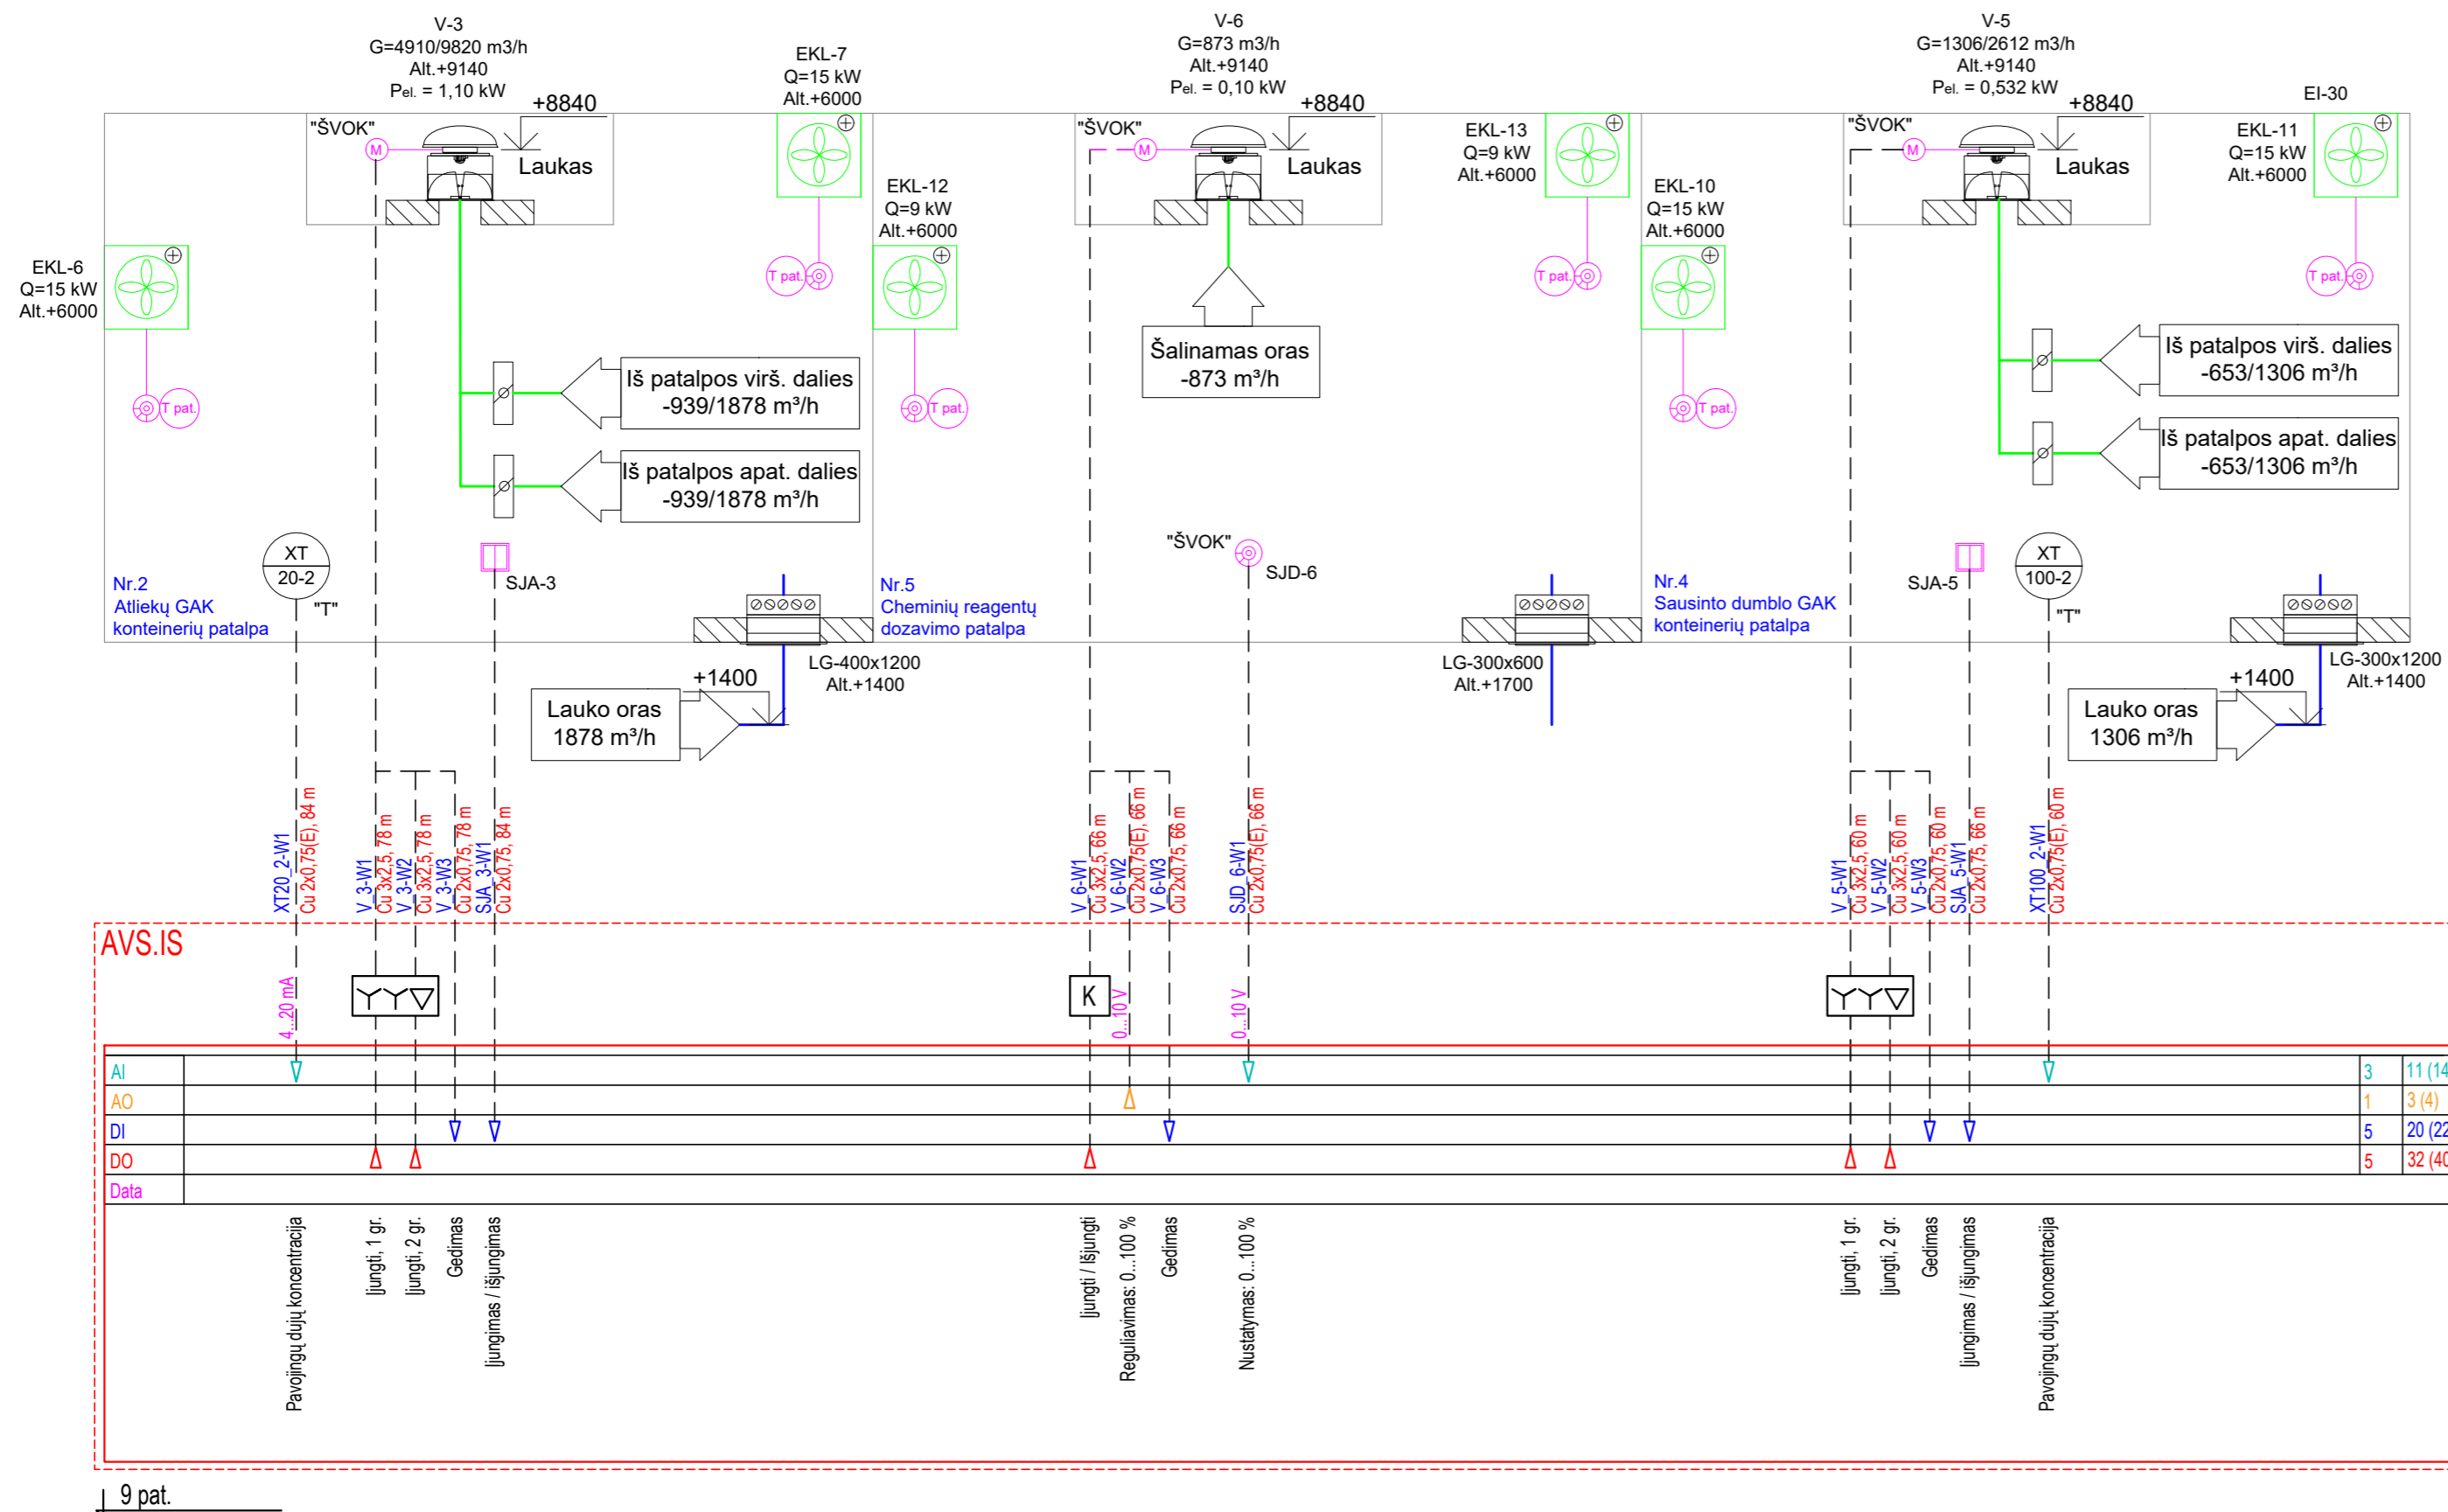 V-3
G=4910/9820 m3/h
Alt.+9140
Pel. = 1,10 kW
+8840
"ŠVOK"
M
Laukas
EKL-7
Q=15 kW
Alt.+6000
T pat.
EKL-6
Q=15 kW
Alt.+6000
T pat.
Iš patalpos virš. dalies
-939/1878 m³/h
Iš patalpos apat. dalies
-939/1878 m³/h
XT
20-2
"T"
SJA-3
Nr.2
Atliekų GAK
konteinerių patalpa
LG-400x1200
Alt.+1400
+1400
Lauko oras
1878 m³/h
V-6
G=873 m3/h
Alt.+9140
Pel. = 0,10 kW
+8840
"ŠVOK"
M
Laukas
EKL-12
Q=9 kW
Alt.+6000
T pat.
EKL-13
Q=9 kW
Alt.+6000
T pat.
Šalinamas oras
-873 m³/h
"ŠVOK"
SJD-6
Nr.5
Cheminių reagentų
dozavimo patalpa
LG-300x600
Alt.+1700
V-5
G=1306/2612 m3/h
Alt.+9140
Pel. = 0,532 kW
+8840
"ŠVOK"
M
Laukas
EI-30
EKL-10
Q=15 kW
Alt.+6000
T pat.
EKL-11
Q=15 kW
Alt.+6000
T pat.
Iš patalpos virš. dalies
-653/1306 m³/h
Iš patalpos apat. dalies
-653/1306 m³/h
SJA-5
XT
100-2
"T"
Nr.4
Sausinto dumblo GAK
konteinerių patalpa
LG-300x1200
Alt.+1400
+1400
Lauko oras
1306 m³/h
XT20_2-W1
Cu 2x0,75(E), 84 m
V_3-W1
Cu 3x2,5, 78 m
V_3-W2
Cu 3x2,5, 78 m
V_3-W3
Cu 2x0,75, 78 m
SJA_3-W1
Cu 2x0,75, 84 m
V_6-W1
Cu 3x2,5, 66 m
V_6-W2
Cu 2x0,75(E), 66 m
V_6-W3
Cu 2x0,75, 66 m
SJD_6-W1
Cu 2x0,75(E), 66 m
V_5-W1
Cu 3x2,5, 60 m
V_5-W2
Cu 3x2,5, 60 m
V_5-W3
Cu 2x0,75, 60 m
SJA_5-W1
Cu 2x0,75, 66 m
XT100_2-W1
Cu 2x0,75(E), 60 m
AVS.IS
4...20 mA
K
0...10 V
0...10 V
AI
3
11 (14
AO
1
3 (4)
DI
5
20 (22
DO
5
32 (40
Data
Pavojingų dujų koncentracija
Įjungti, 1 gr.
Įjungti, 2 gr.
Gedimas
Įjungimas / išjungimas
Įjungti / Išjungti
Reguliavimas: 0...100 %
Gedimas
Nustatymas: 0...100 %
Įjungti, 1 gr.
Įjungti, 2 gr.
Gedimas
Įjungimas / išjungimas
Pavojingų dujų koncentracija
9 pat.